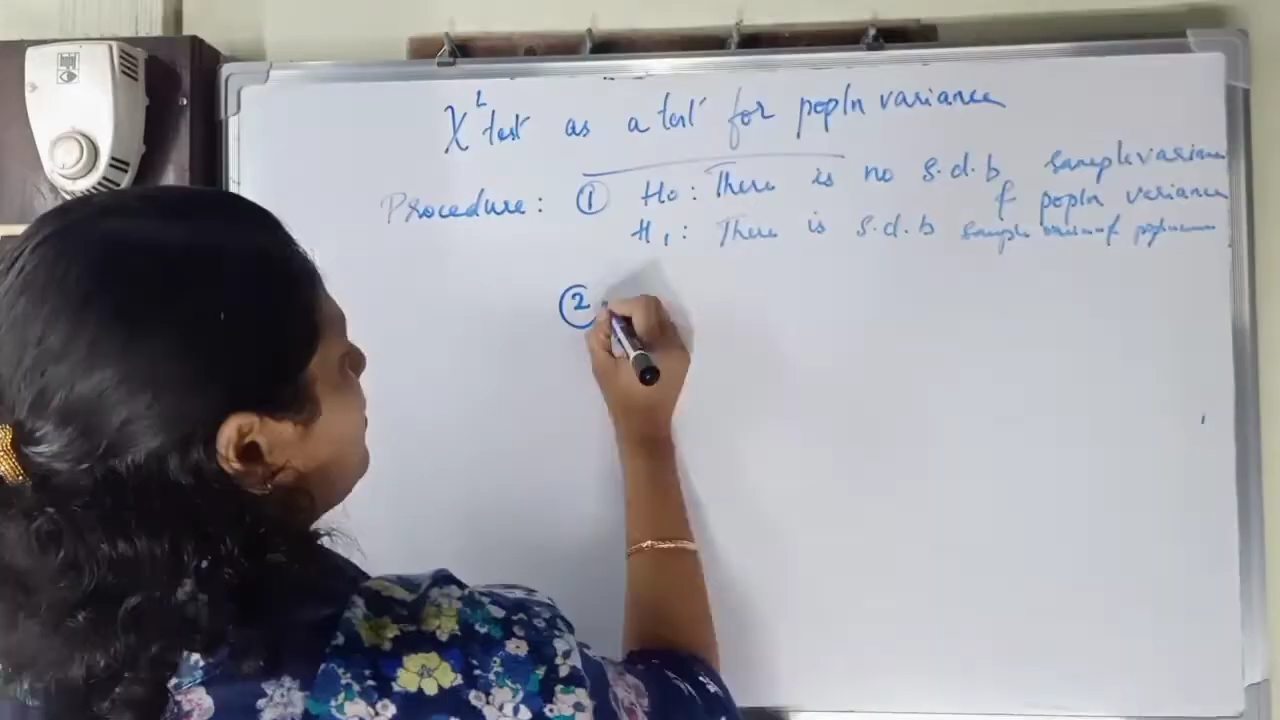 χ² test as a test for popln variance
Procedure: ① H₀: There is no s.d.b sample variance
& popln variance
H₁: There is s.d.b sample
②